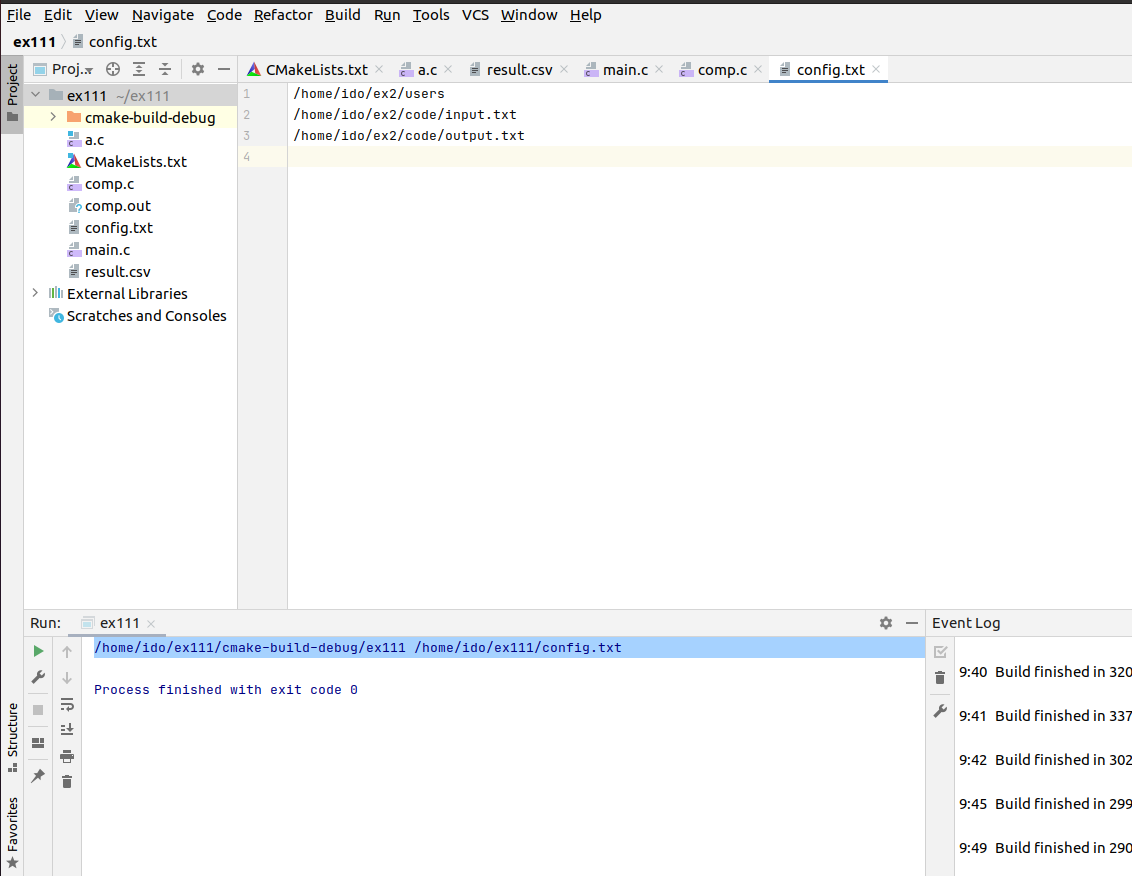 File Edit View Navigate Code Refactor Build Run Tools VCS Window Help
ex111 config.txt
Project
Proj...
CMakeLists.txt a.c result.csv main.c comp.c config.txt
ex111 ~/ex111
cmake-build-debug
a.c
CMakeLists.txt
comp.c
comp.out
config.txt
main.c
result.csv
External Libraries
Scratches and Consoles
1 /home/ido/ex2/users
2 /home/ido/ex2/code/input.txt
3 /home/ido/ex2/code/output.txt
4
Run: ex111
/home/ido/ex111/cmake-build-debug/ex111 /home/ido/ex111/config.txt
Process finished with exit code 0
Structure
Favorites
Event Log
9:40 Build finished in 320
9:41 Build finished in 337
9:42 Build finished in 302
9:45 Build finished in 299
9:49 Build finished in 290